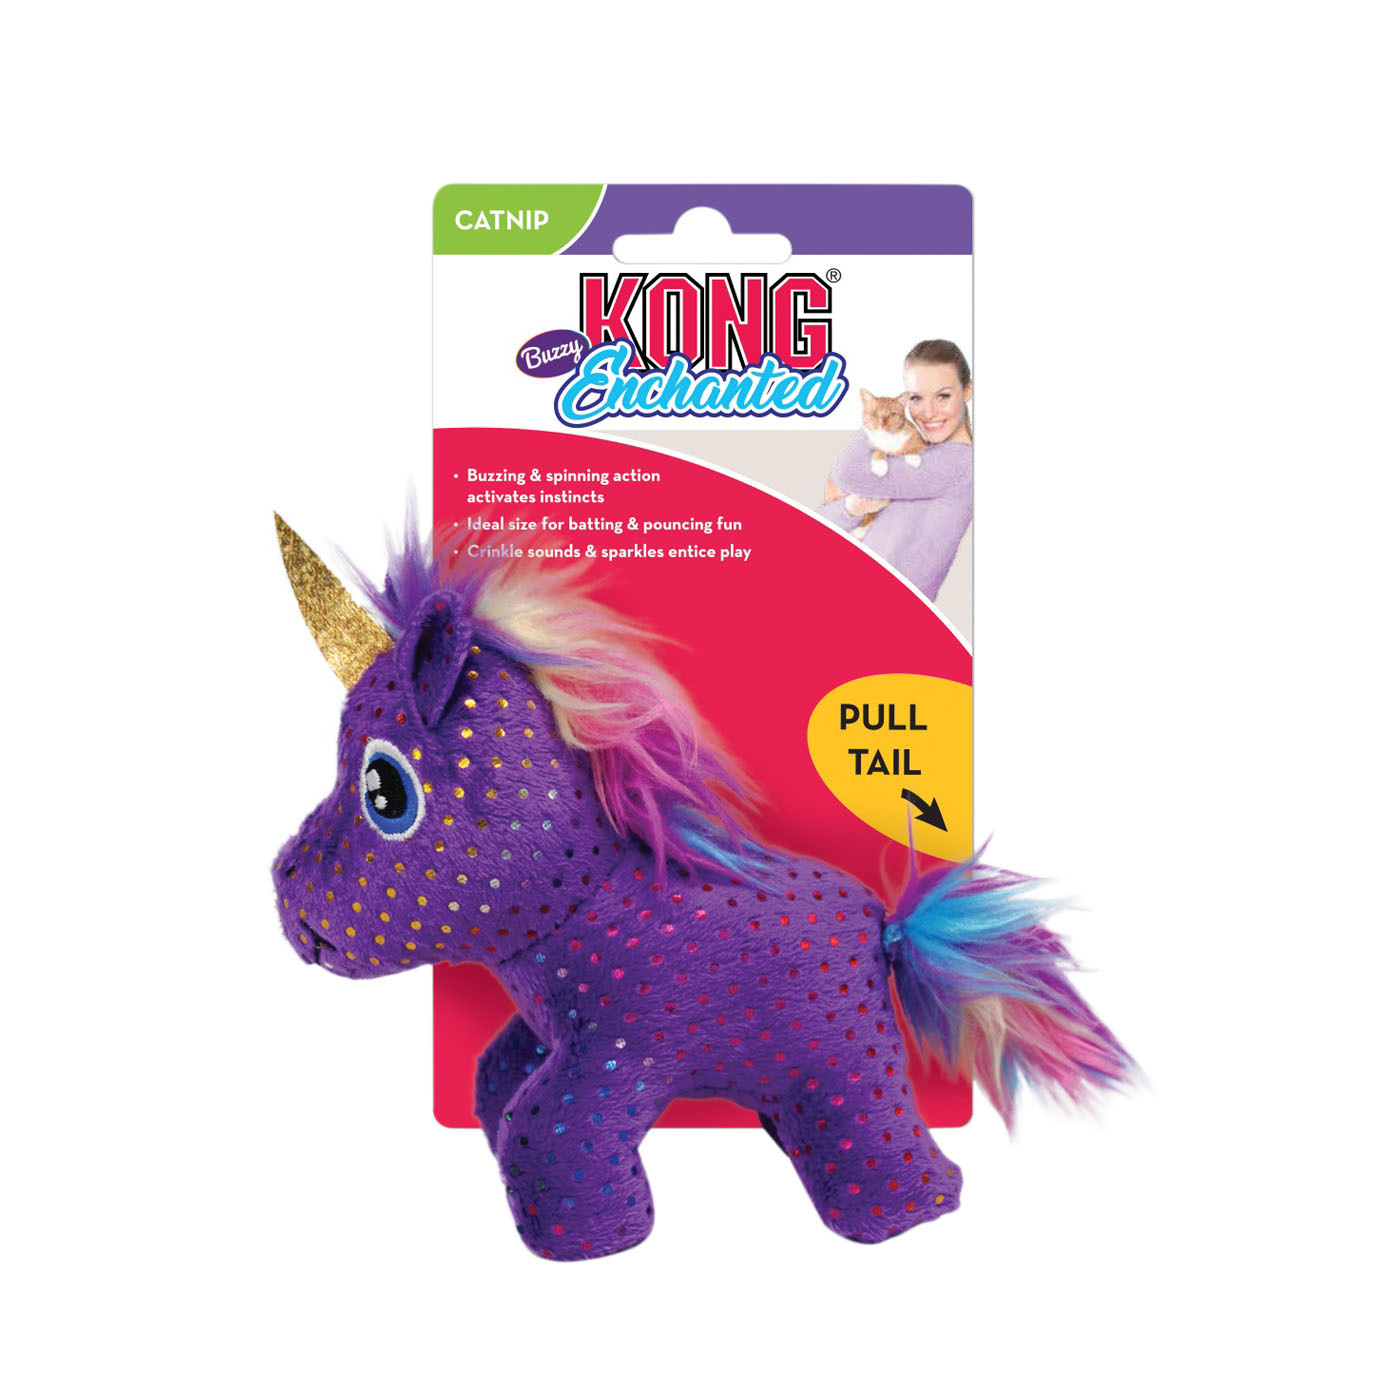 CATNIP
KONG®
Buzzy
Enchanted
• Buzzing & spinning action
activates instincts
• Ideal size for batting & pouncing fun
• Crinkle sounds & sparkles entice play
PULL
TAIL